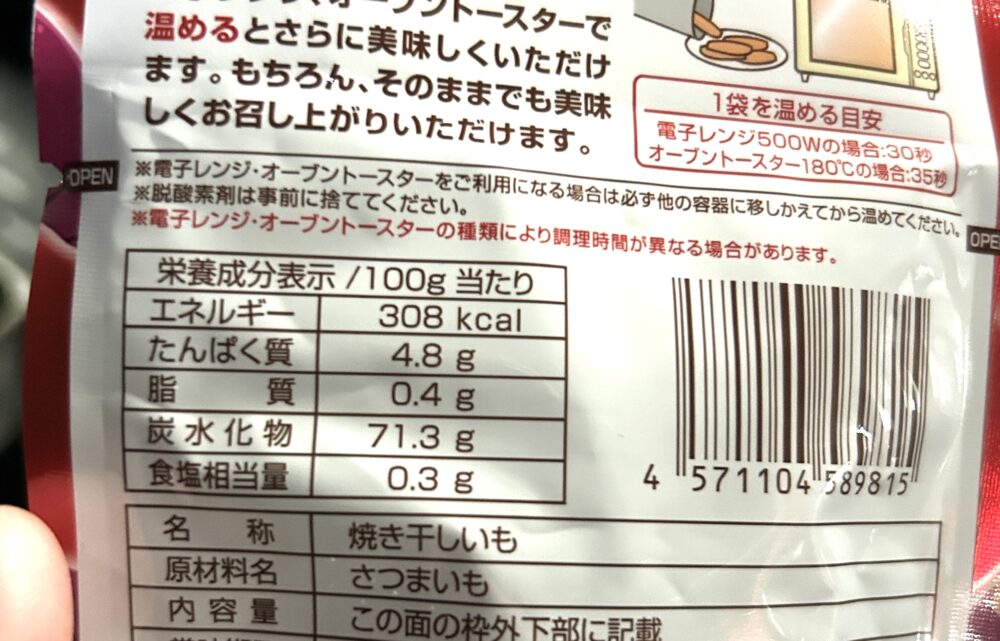 オーブントースターで
温めるとさらに美味しくいただけ
ます。もちろん、そのままでも美味
しくお召し上がりいただけます。
1袋を温める目安
電子レンジ500Wの場合:30秒
オーブントースター180℃の場合:35秒
OPEN
※電子レンジ・オーブントースターをご利用になる場合は必ず他の容器に移しかえてから温めてください。
※脱酸素剤は事前に捨ててください。
※電子レンジ・オーブントースターの種類により調理時間が異なる場合があります。
OPE
栄養成分表示 /100g 当たり
エネルギー 308 kcal
たんぱく質 4.8 g
脂質 0.4 g
炭水化物 71.3 g
食塩相当量 0.3 g
4 571104 589815
名称 焼き干しいも
原材料名 さつまいも
内容量 この面の枠外下部に記載